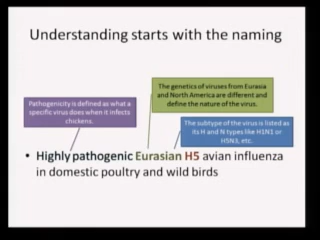 Understanding starts with the naming
The genetics of viruses from Eurasia
and North America are different and
define the nature of the virus.
Pathogenicity is defined as what a
specific virus does when it infects
chickens.
The subtype of the virus is listed as
its H and N types like H1N1 or
H5N3, etc.
• Highly pathogenic Eurasian H5 avian influenza
in domestic poultry and wild birds